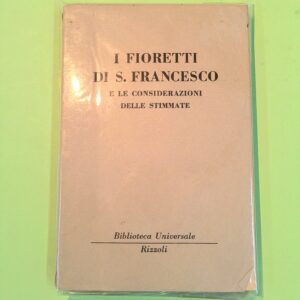 I FIORETTI
DI S. FRANCESCO
E LE CONSIDERAZIONI
DELLE STIMMATE
Biblioteca Universale
Rizzoli